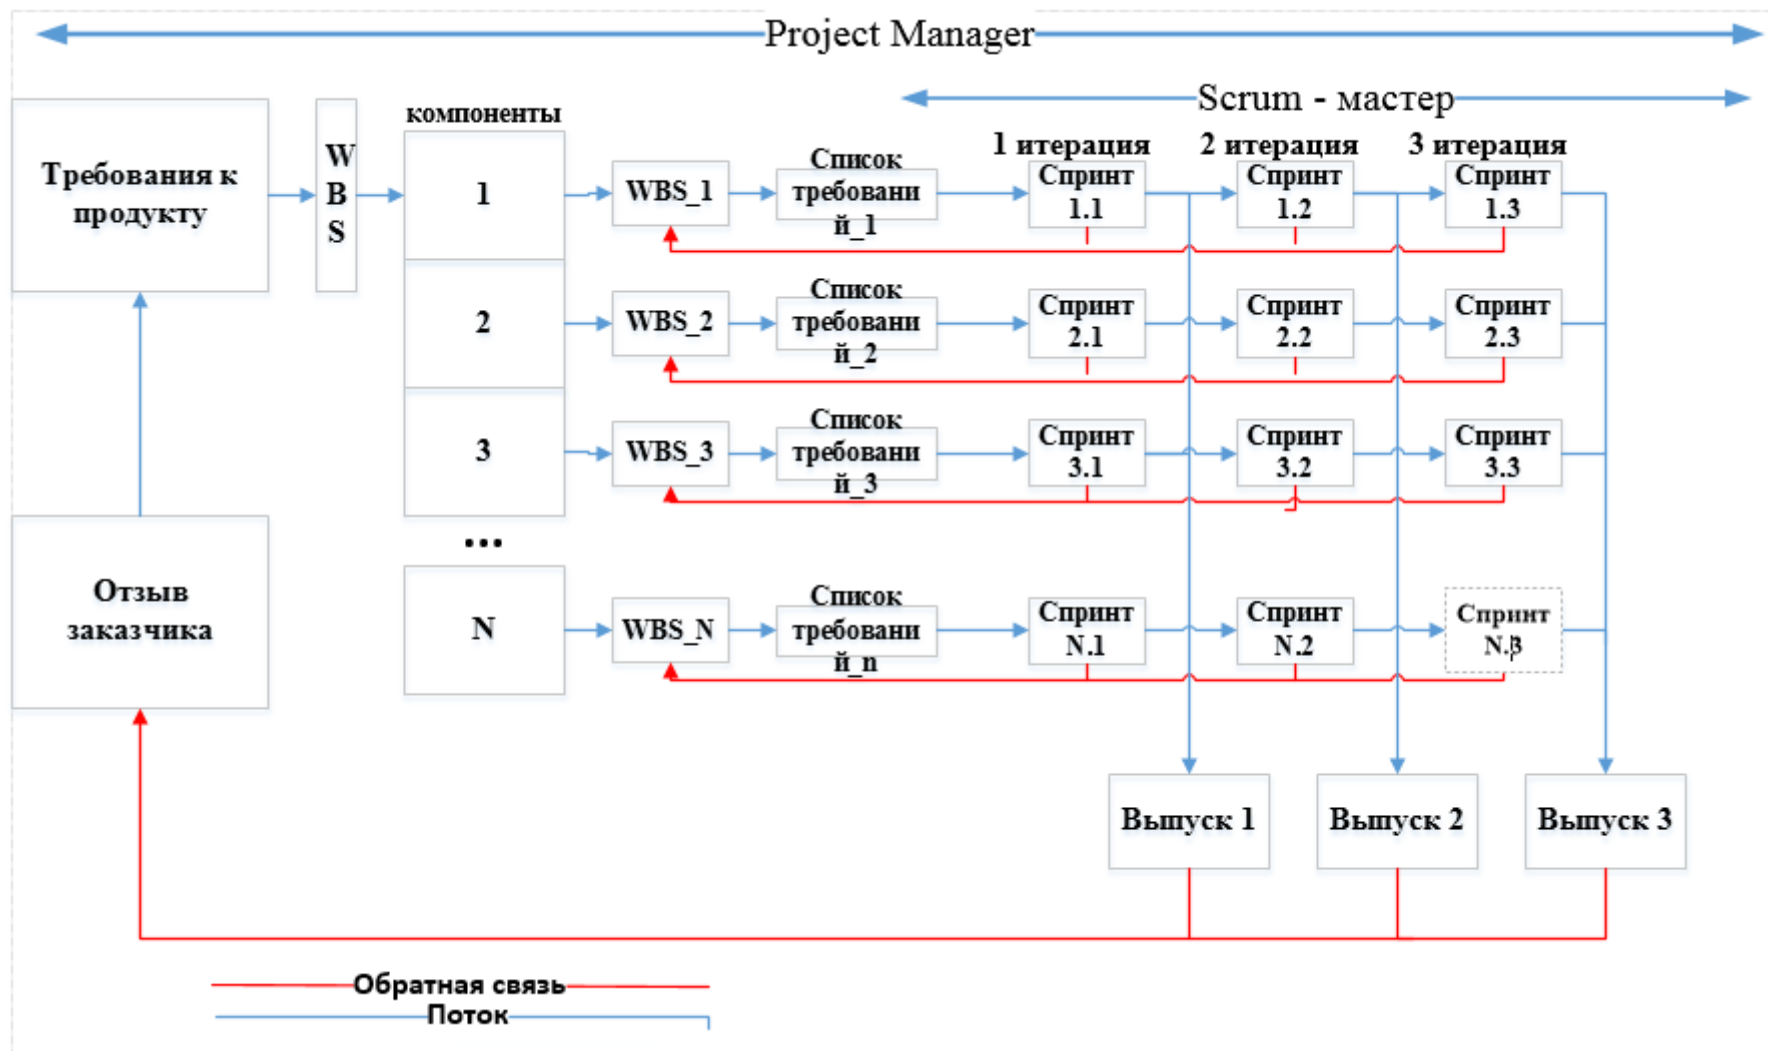 Project Manager
Scrum - мастер
компоненты
1 итерация
2 итерация
3 итерация
Требования к
продукту
W
B
S
1
WBS_1
Список
требовани
й_1
Спринт
1.1
Спринт
1.2
Спринт
1.3
2
WBS_2
Список
требовани
й_2
Спринт
2.1
Спринт
2.2
Спринт
2.3
3
WBS_3
Список
требовани
й_3
Спринт
3.1
Спринт
3.2
Спринт
3.3
...
Отзыв
заказчика
N
WBS_N
Список
требовани
й_n
Спринт
N.1
Спринт
N.2
Спринт
N.3
Выпуск 1
Выпуск 2
Выпуск 3
Обратная связь
Поток